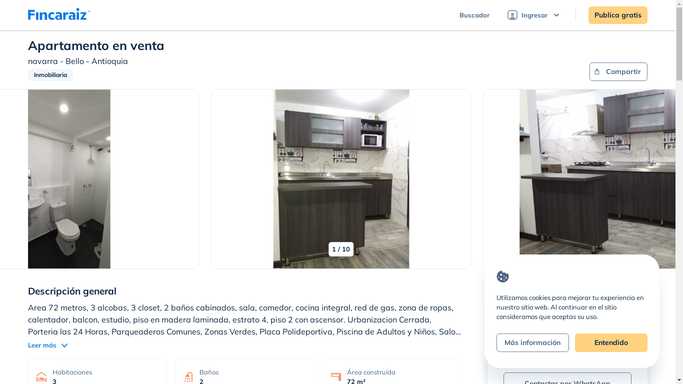 Fincaraiz
Buscador
Ingresar
Publica gratis
Apartamento en venta
navarra - Bello - Antioquia
Inmobiliaria
Compartir
1 / 10
Descripción general
Area 72 metros, 3 alcobas, 3 closet, 2 baños cabinados, sala, comedor, cocina integral, red de gas, zona de ropas,
calentador, balcon, estudio, piso en madera laminada, estrato 4, piso 2 con ascensor. Urbanizacion Cerrada,
Porteria las 24 Horas, Parqueaderos Comunes, Zonas Verdes, Placa Polideportiva, Piscina de Adultos y Niños, Salo...
Leer más
Habitaciones
3
Baños
2
Área construida
72 m²
Utilizamos cookies para mejorar tu experiencia en
nuestro sitio web. Al continuar en el sitio
consideramos que aceptas su uso.
Más información
Entendido
Contactar por WhatsApp